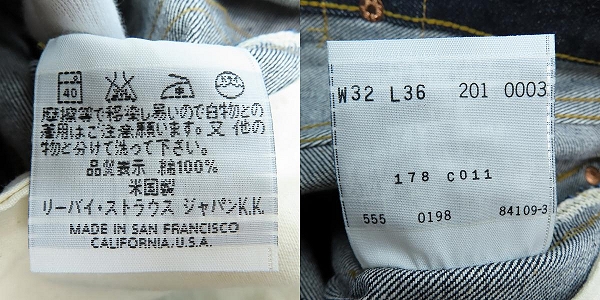 40
ドライ
摩擦等で移染し易いので白物との
着用はご注意願います。又 他の
物と分けて洗って下さい。
品質表示 綿100%
米国製
リーバイ・ストラウス ジャパンK.K.
MADE IN SAN FRANCISCO
CALIFORNIA/U.S.A.
W32 L36 201 0003
178 C011
555 0198 84109-3